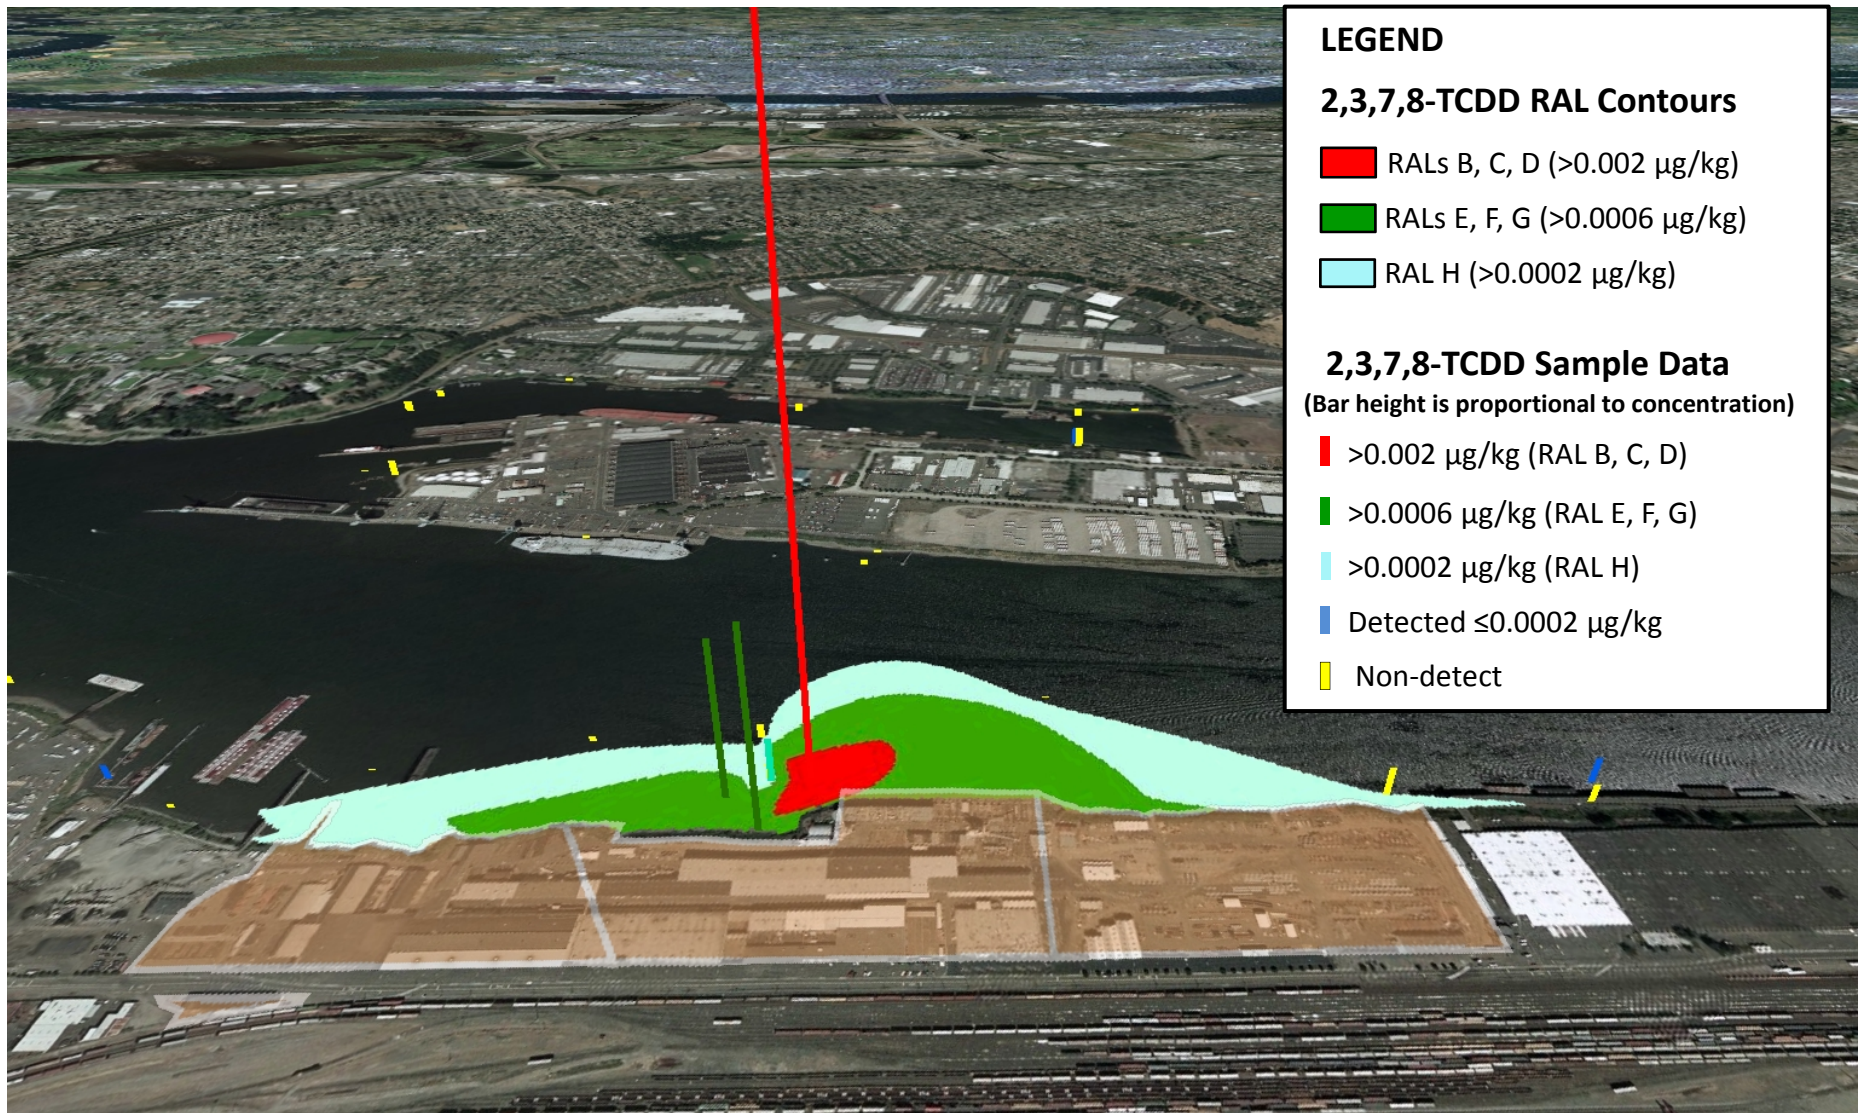 LEGEND
2,3,7,8-TCDD RAL Contours
RALs B, C, D (>0.002 µg/kg)
RALs E, F, G (>0.0006 µg/kg)
RAL H (>0.0002 µg/kg)
2,3,7,8-TCDD Sample Data
(Bar height is proportional to concentration)
>0.002 µg/kg (RAL B, C, D)
>0.0006 µg/kg (RAL E, F, G)
>0.0002 µg/kg (RAL H)
Detected ≤0.0002 µg/kg
Non-detect